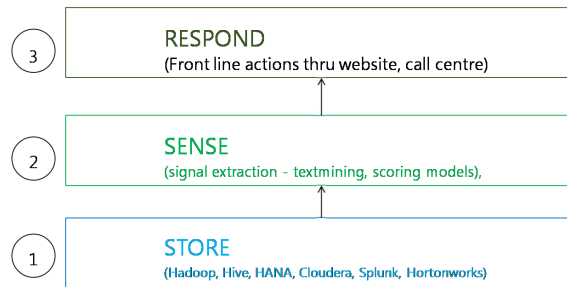 3
RESPOND
(Front line actions thru website, call centre)
2
SENSE
(signal extraction - textmining, scoring models),
1
STORE
(Hadoop, Hive, HANA, Cloudera, Splunk, Hortonworks)